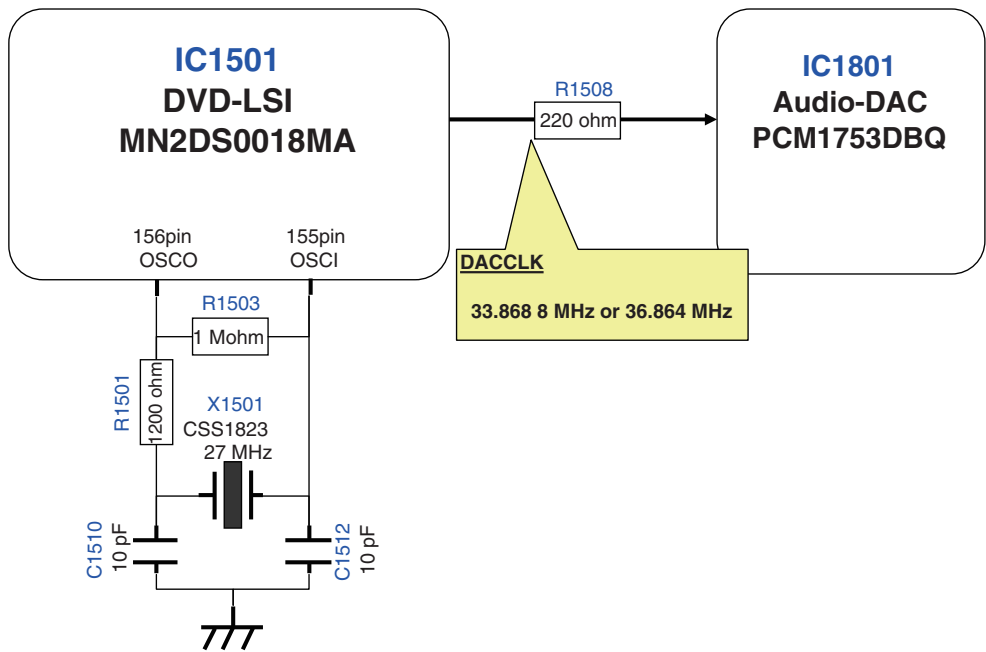 IC1501
DVD-LSI
MN2DS0018MA
R1508
220 ohm
IC1801
Audio-DAC
PCM1753DBQ
156pin
OSCO
155pin
OSCI
DACCLK
33.868 8 MHz or 36.864 MHz
R1503
1 Mohm
R1501
1200 ohm
X1501
CSS1823
27 MHz
C1510
10 pF
C1512
10 pF